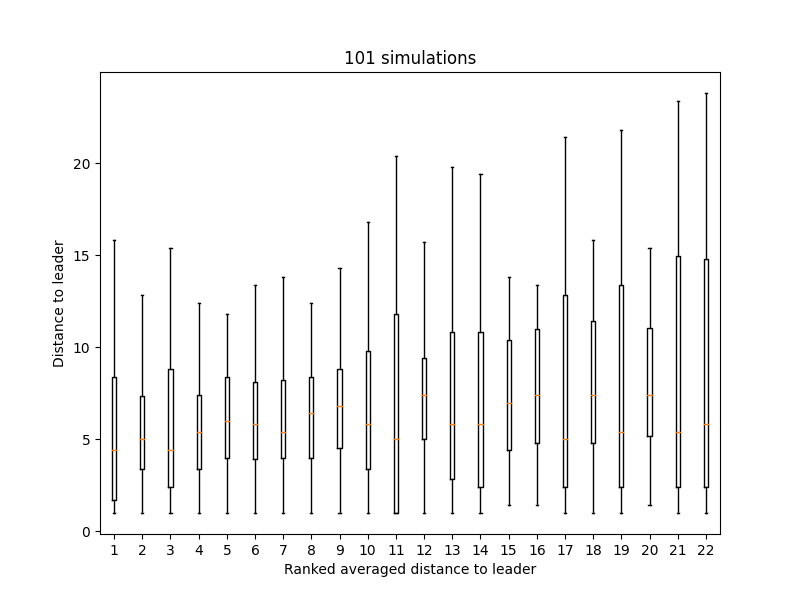 101 simulations
Distance to leader
20
15
10
5
0
1 2 3 4 5 6 7 8 9 10 11 12 13 14 15 16 17 18 19 20 21 22
Ranked averaged distance to leader